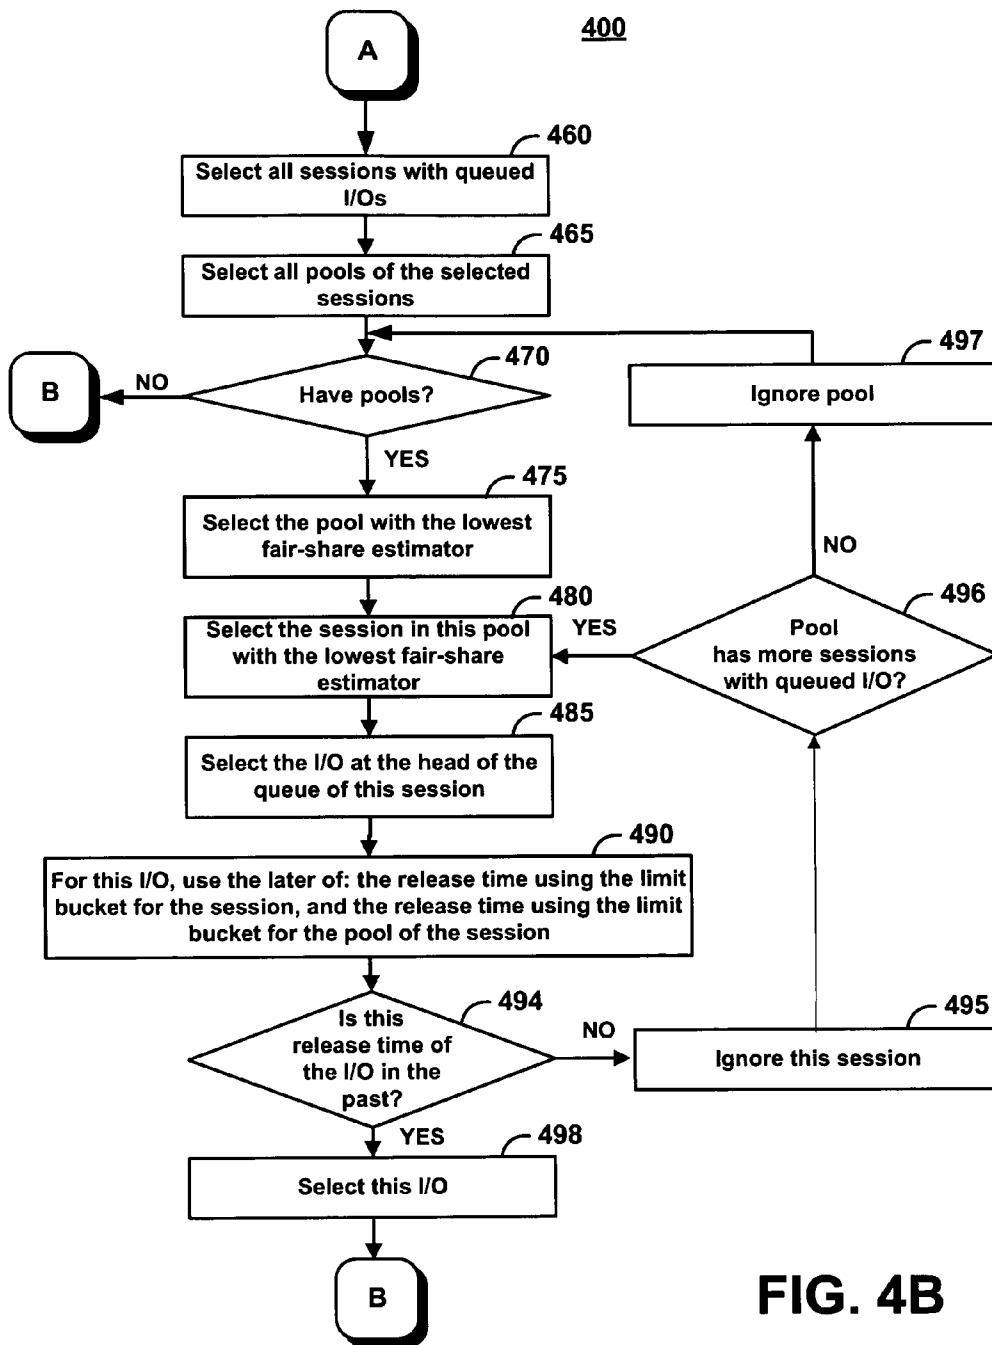 400
A
460
Select all sessions with queued
I/Os
465
Select all pools of the selected
sessions
470
Have pools?
NO
B
YES
475
Select the pool with the lowest
fair-share estimator
480
Select the session in this pool
with the lowest fair-share
estimator
485
Select the I/O at the head of the
queue of this session
490
For this I/O, use the later of: the release time using the limit
bucket for the session, and the release time using the limit
bucket for the pool of the session
494
Is this
release time of
the I/O in the
past?
NO
495
Ignore this session
496
Pool
has more sessions
with queued I/O?
YES
NO
497
Ignore pool
YES
498
Select this I/O
B
FIG. 4B